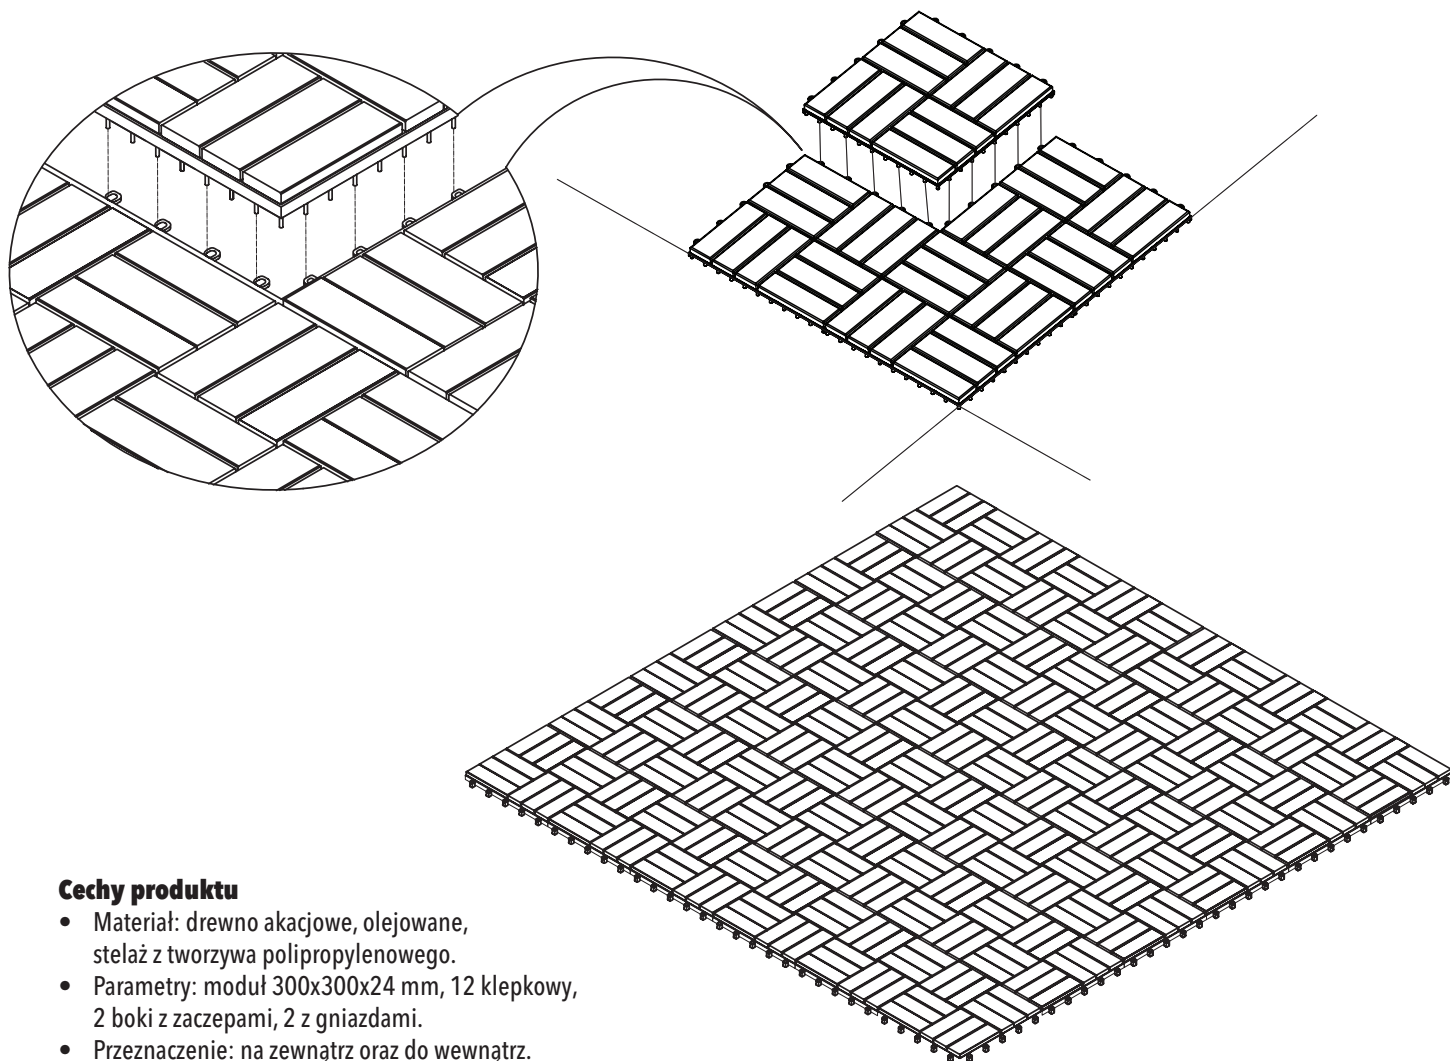 Cechy produktu
• Materiał: drewno akacjowe, olejowane,
stelaż z tworzywa polipropylenowego.
• Parametry: moduł 300x300x24 mm, 12 klepkowy,
2 boki z zaczepami, 2 z gniazdami.
• Przeznaczenie: na zewnątrz oraz do wewnątrz.